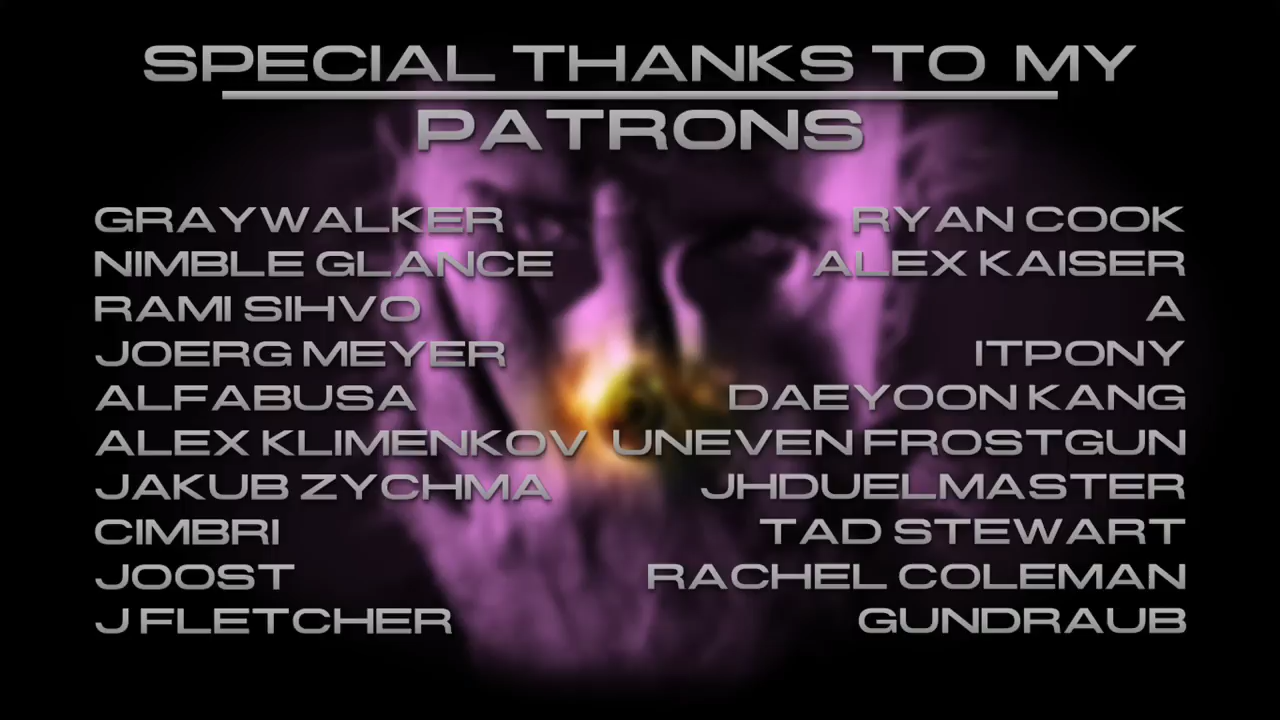 SPECIAL THANKS TO MY
PATRONS
GRAYWALKER
NIMBLE GLANCE
RAMI SIHVO
JOERG MEYER
ALFABUSA
ALEX KLIMENKOV
JAKUB ZYCHMA
CIMBRI
JOOST
J FLETCHER
RYAN COOK
ALEX KAISER
A
ITPONY
DAEYOON KANG
UNEVEN FROSTGUN
JHDUELMASTER
TAD STEWART
RACHEL COLEMAN
GUNDRAUB